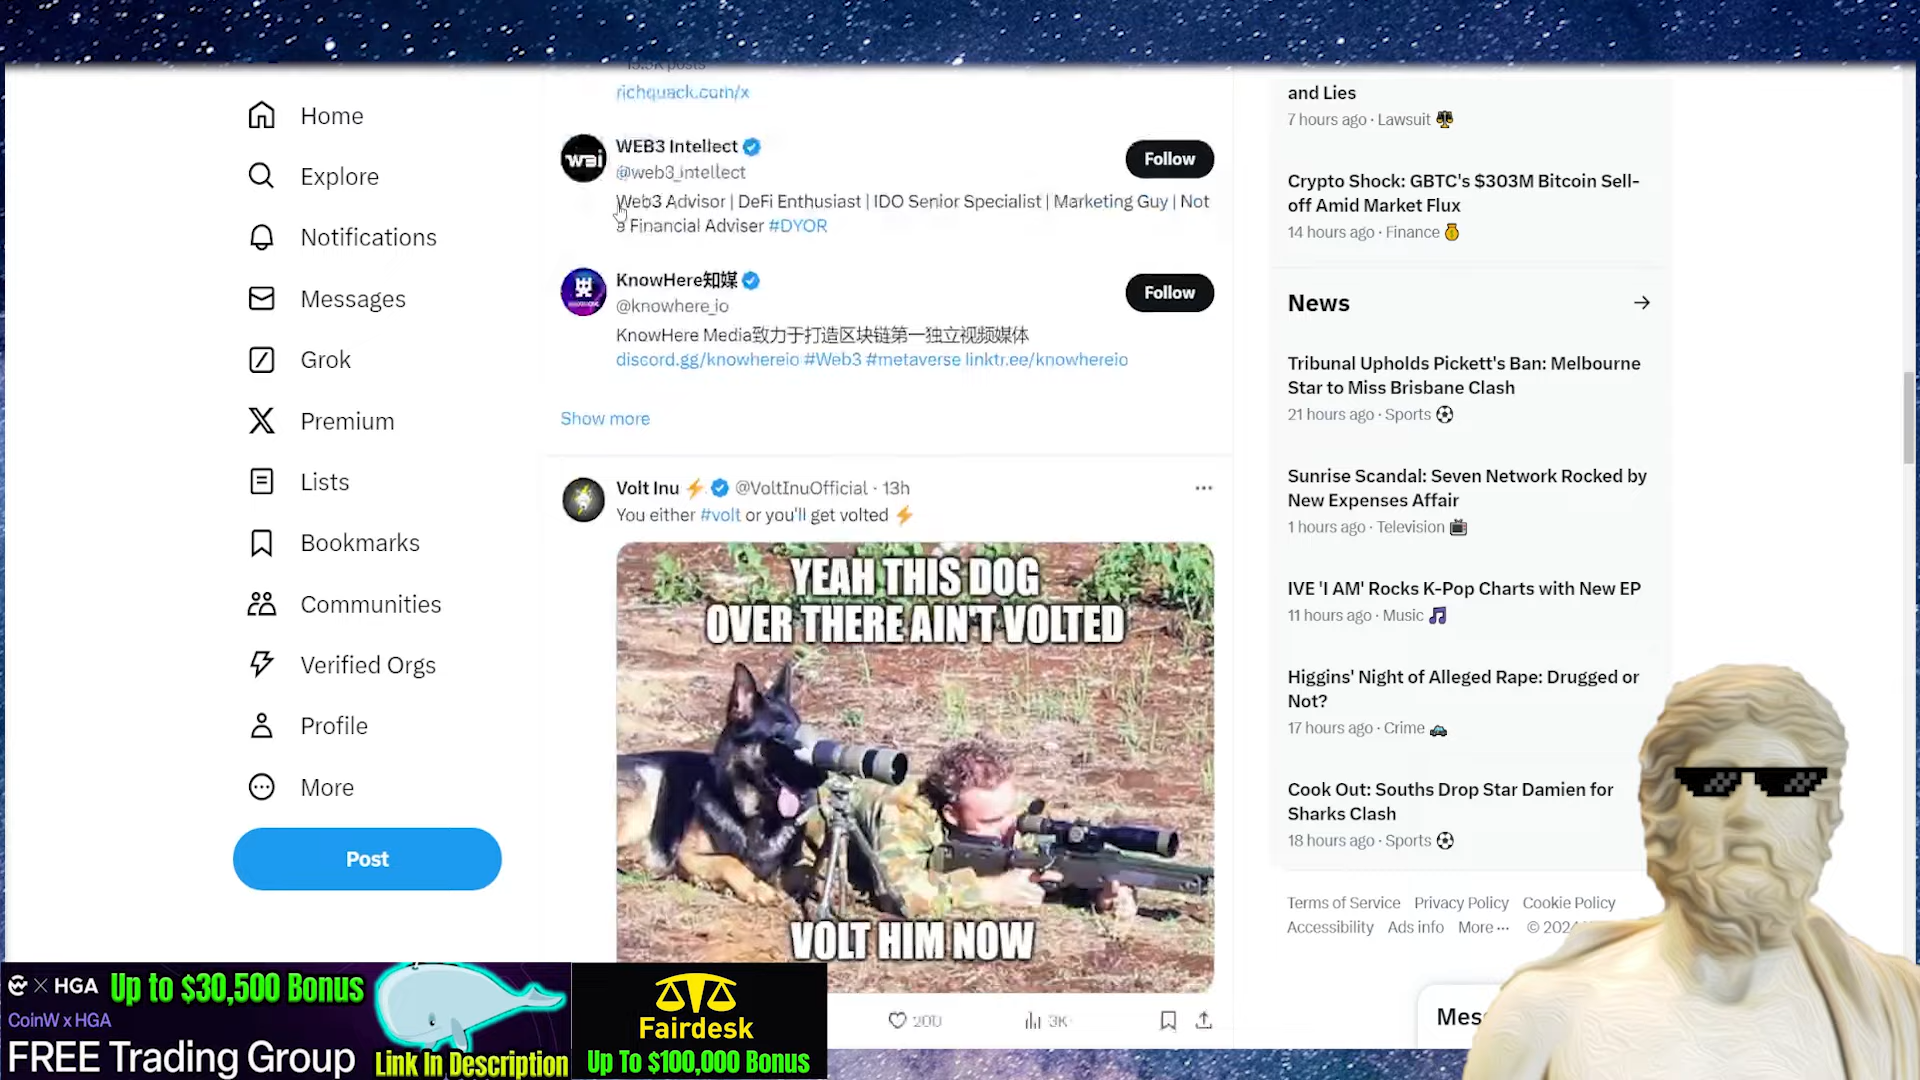 Home
Explore
Notifications
Messages
Grok
Premium
Lists
Bookmarks
Communities
Verified Orgs
Profile
More
Post
13.3K posts
richquack.com/x
WEB3 Intellect
@web3_intellect
Follow
Web3 Advisor | DeFi Enthusiast | IDO Senior Specialist | Marketing Guy | Not
a Financial Adviser #DYOR
KnowHere知媒
@knowhere_io
Follow
KnowHere Media致力于打造区块链第一独立视频媒体
discord.gg/knowhereio #Web3 #metaverse linktr.ee/knowhereio
Show more
Volt Inu ⚡ @VoltInuOfficial · 13h
You either #volt or you'll get volted ⚡
YEAH THIS DOG
OVER THERE AIN'T VOLTED
VOLT HIM NOW
200
3K
and Lies
7 hours ago · Lawsuit
Crypto Shock: GBTC's $303M Bitcoin Sell-
off Amid Market Flux
14 hours ago · Finance
News
Tribunal Upholds Pickett's Ban: Melbourne
Star to Miss Brisbane Clash
21 hours ago · Sports
Sunrise Scandal: Seven Network Rocked by
New Expenses Affair
1 hours ago · Television
IVE 'I AM' Rocks K-Pop Charts with New EP
11 hours ago · Music
Higgins' Night of Alleged Rape: Drugged or
Not?
17 hours ago · Crime
Cook Out: Souths Drop Star Damien for
Sharks Clash
18 hours ago · Sports
Terms of Service Privacy Policy Cookie Policy
Accessibility Ads info More ··· © 2024
Mes
× HGA Up to $30,500 Bonus
CoinW x HGA
FREE Trading Group
Link In Description
Fairdesk
Up To $100,000 Bonus